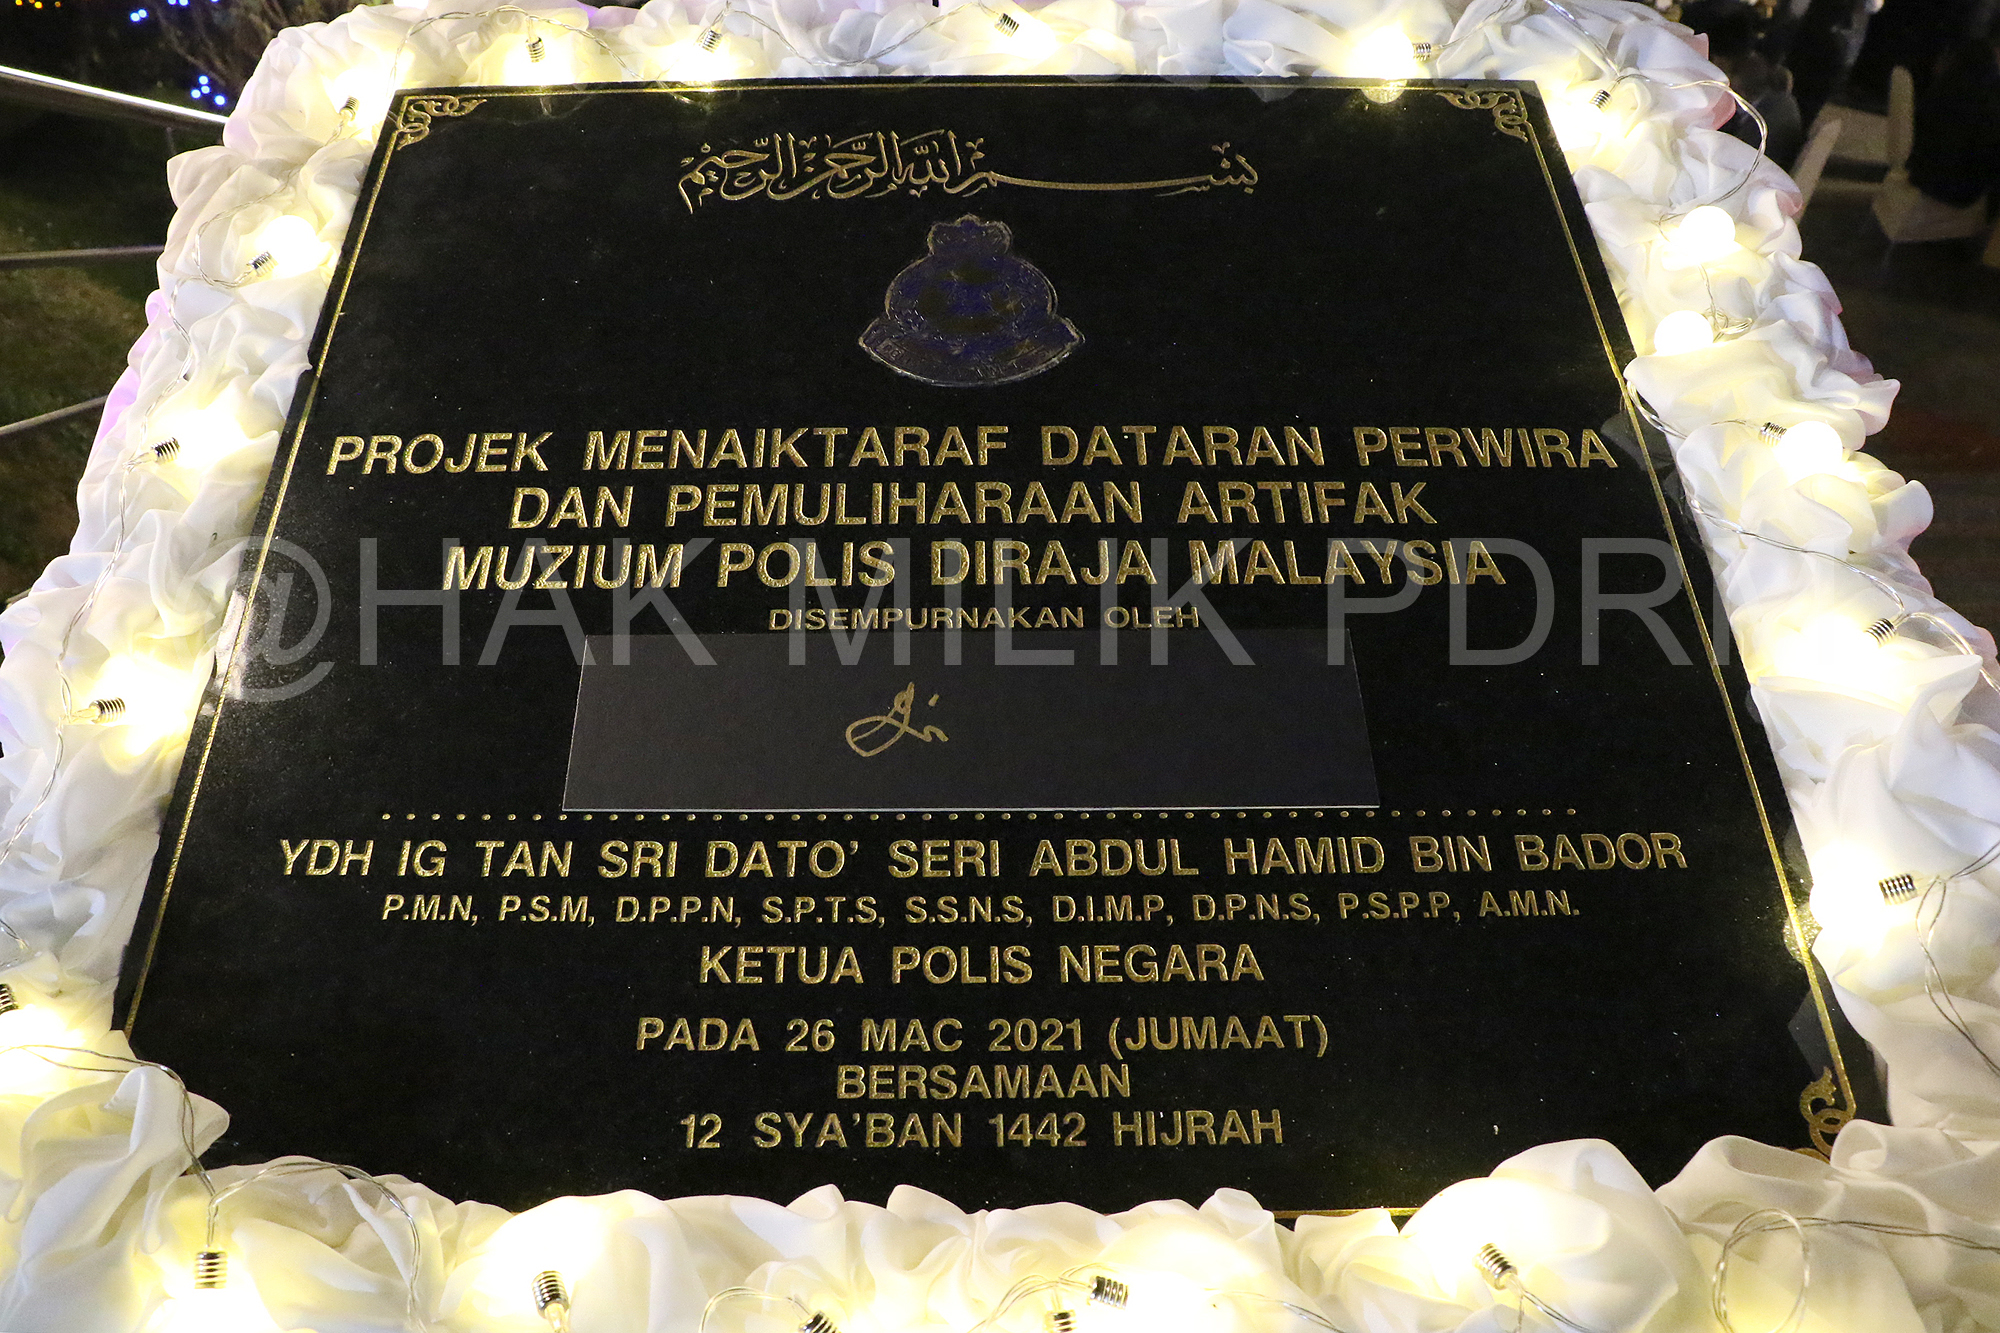 بسم الله الرحمن الرحيم
PROJEK MENAIKTARAF DATARAN PERWIRA
DAN PEMULIHARAAN ARTIFAK
MUZIUM POLIS DIRAJA MALAYSIA
@HAK MILIK PDRM
DISEMPURNAKAN OLEH
YDH IG TAN SRI DATO' SERI ABDUL HAMID BIN BADOR
P.M.N, P.S.M, D.P.P.N, S.P.T.S, S.S.N.S, D.I.M.P, D.P.N.S, P.S.P.P, A.M.N.
KETUA POLIS NEGARA
PADA 26 MAC 2021 (JUMAAT)
BERSAMAAN
12 SYA'BAN 1442 HIJRAH